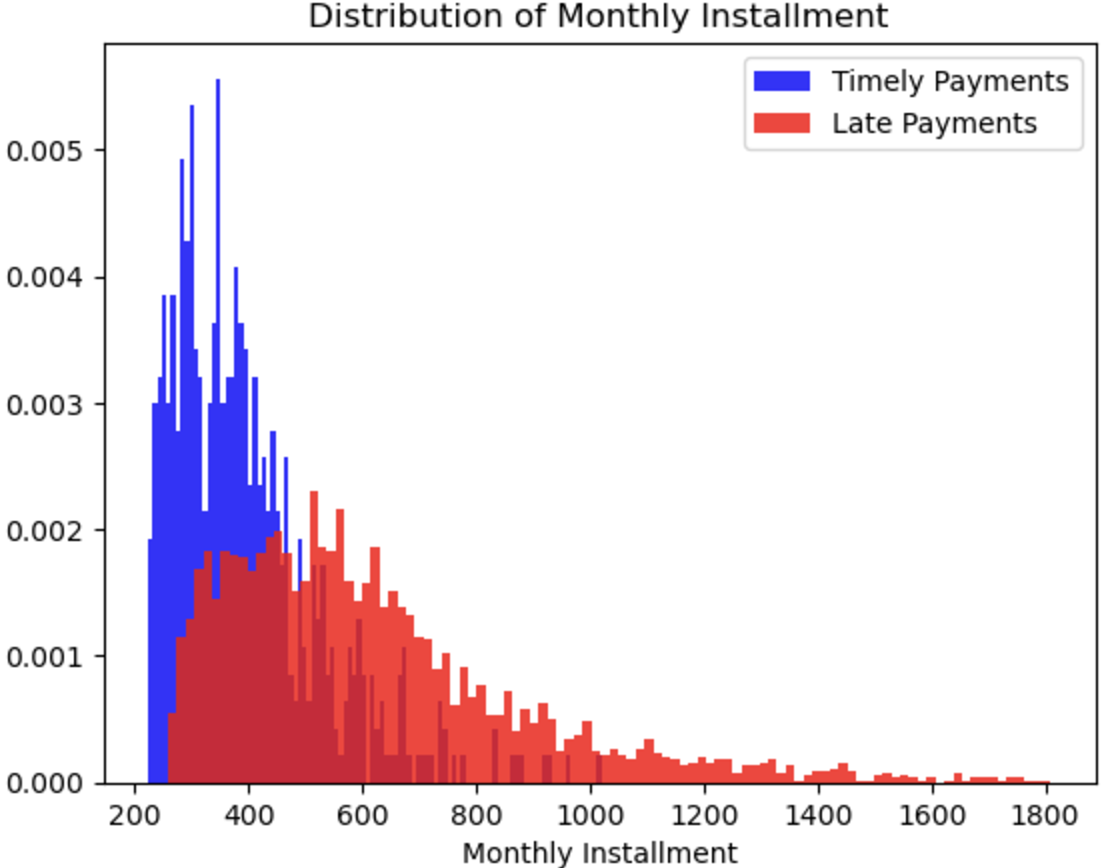 Distribution of Monthly Installment
Timely Payments
Late Payments
0.005
0.004
0.003
0.002
0.001
0.000
200 400 600 800 1000 1200 1400 1600 1800
Monthly Installment